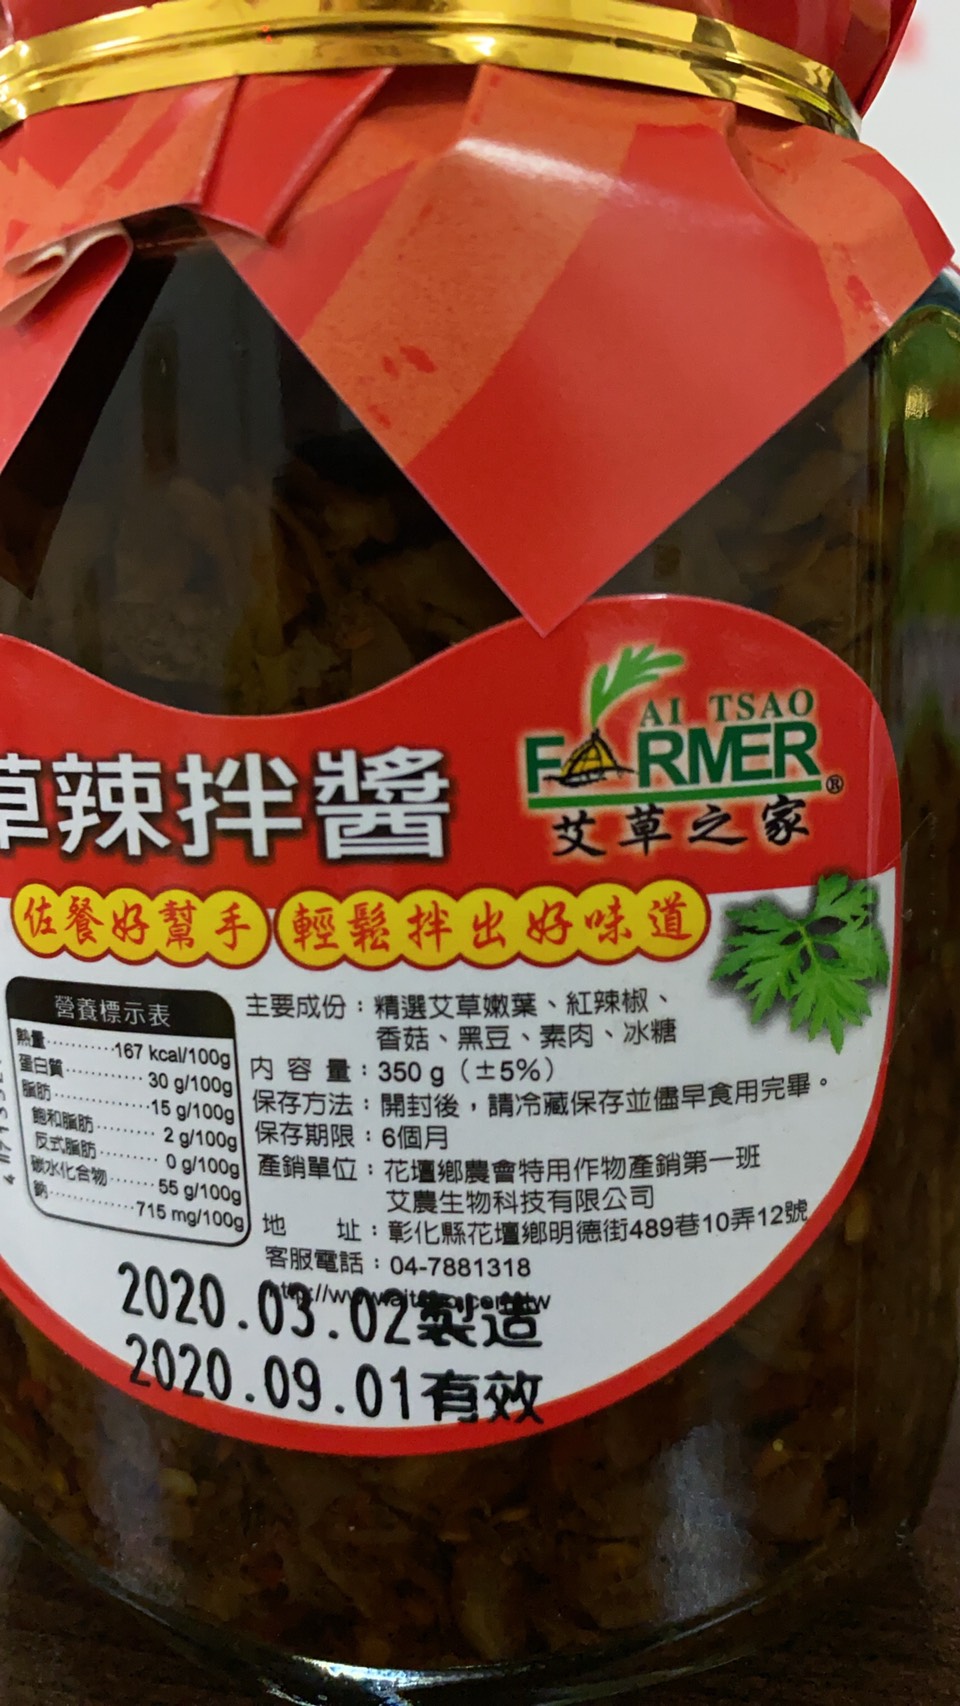 AI TSAO
FARMER®
艾草之家
草辣拌醬
佐餐好幫手 輕鬆拌出好味道
營養標示表
熱量··········167 kcal/100g
蛋白質············30 g/100g
脂肪··············15 g/100g
飽和脂肪·········2 g/100g
反式脂肪·········0 g/100g
碳水化合物·······55 g/100g
鈉············715 mg/100g
主要成份：精選艾草嫩葉、紅辣椒、
香菇、黑豆、素肉、冰糖
內容量：350 g（±5%）
保存方法：開封後，請冷藏保存並儘早食用完畢。
保存期限：6個月
產銷單位：花壇鄉農會特用作物產銷第一班
艾農生物科技有限公司
地址：彰化縣花壇鄉明德街489巷10弄12號
客服電話：04-7881318
2020.03.02製造
2020.09.01有效